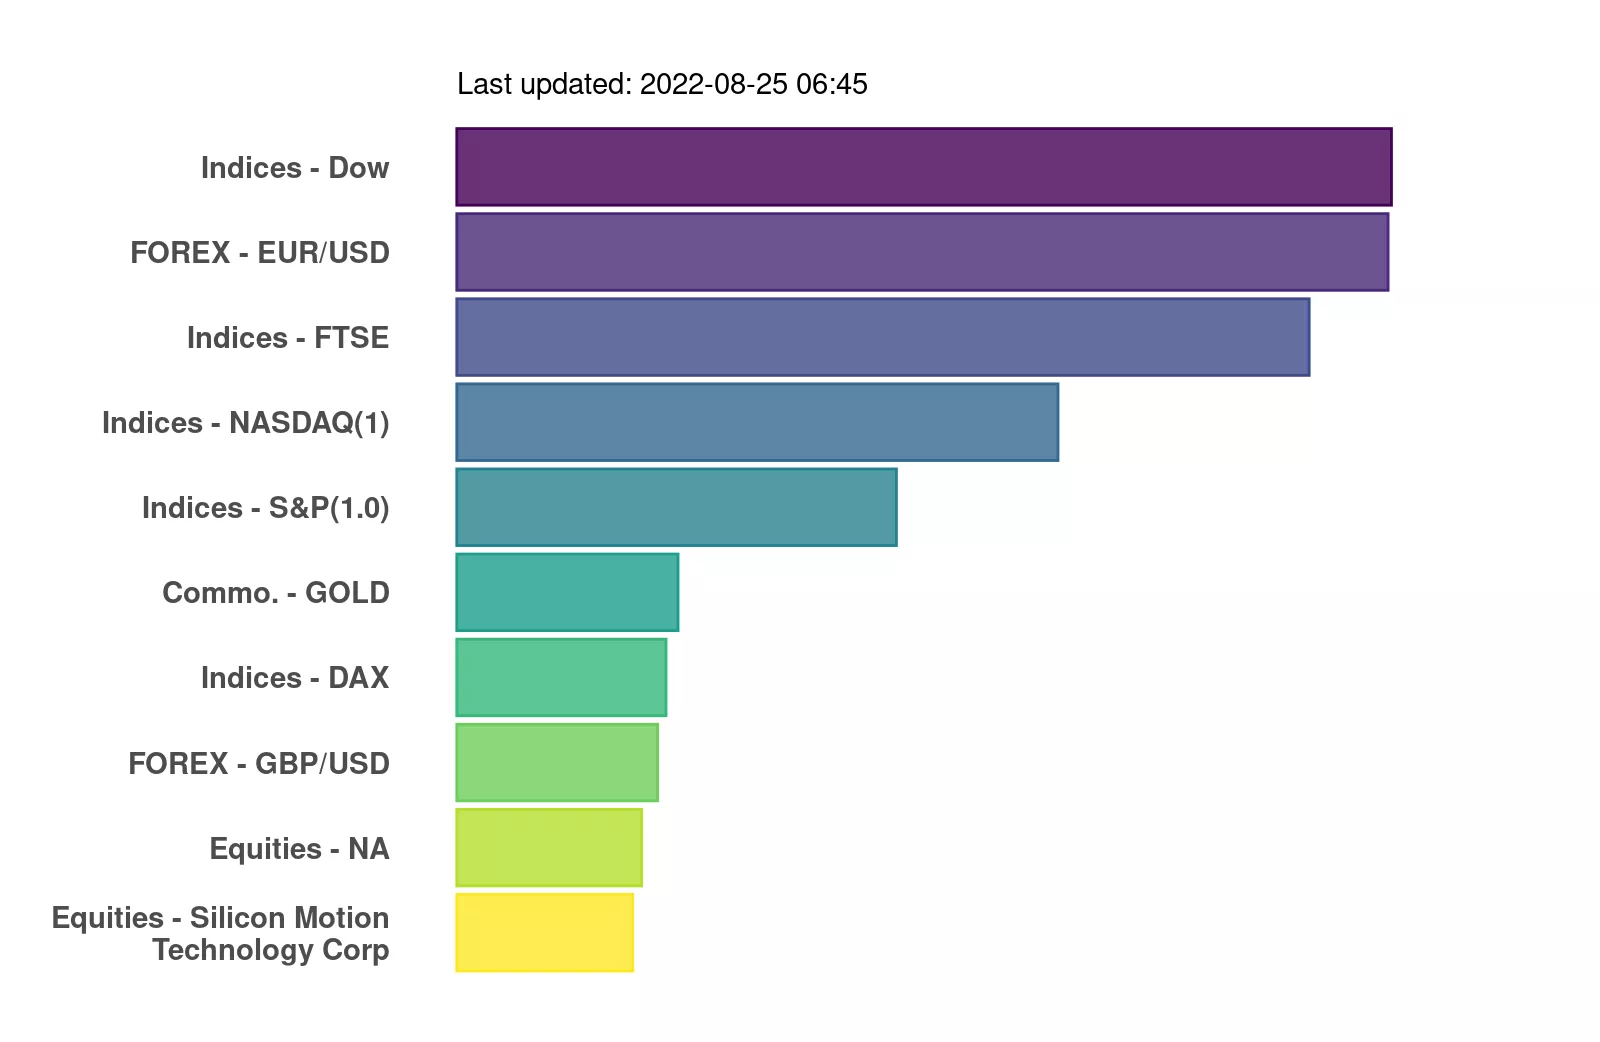 Last updated: 2022-08-25 06:45
Indices - Dow
FOREX - EUR/USD
Indices - FTSE
Indices - NASDAQ(1)
Indices - S&P(1.0)
Commo. - GOLD
Indices - DAX
FOREX - GBP/USD
Equities - NA
Equities - Silicon Motion
Technology Corp